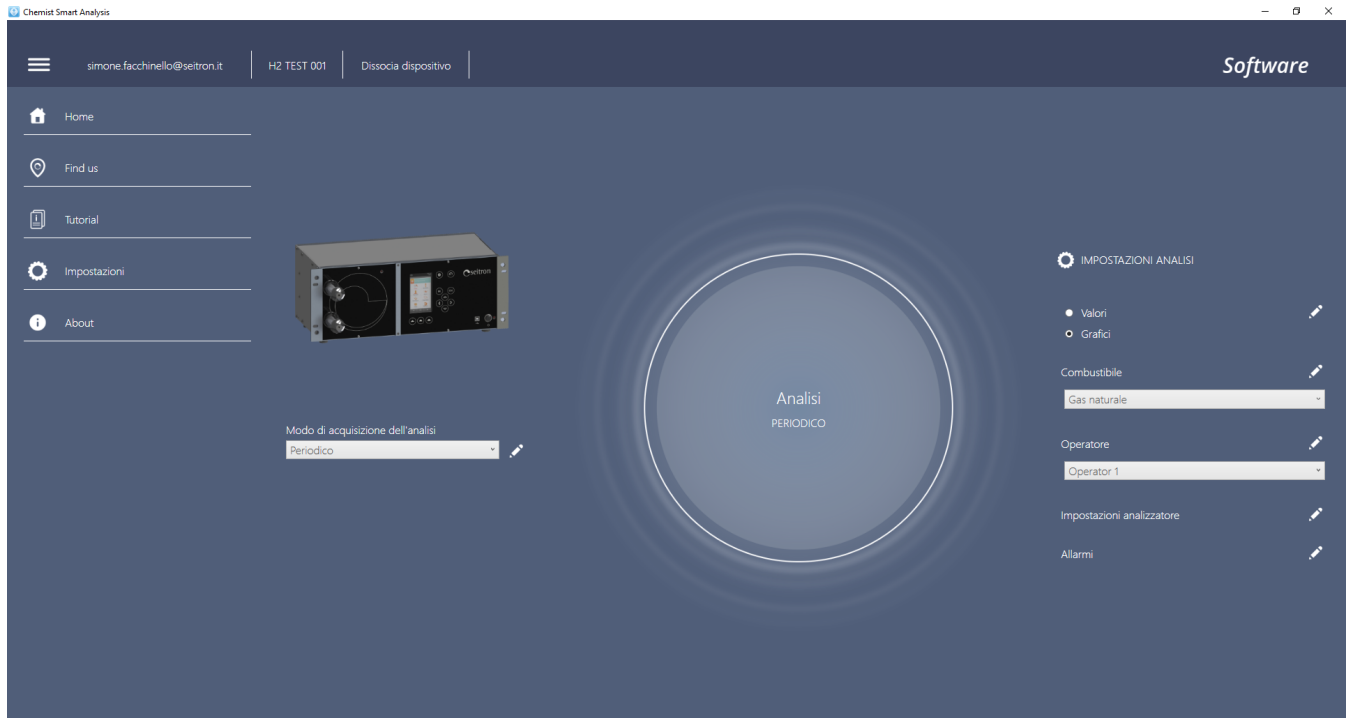 Chemist Smart Analysis
simone.facchinello@seitron.it
H2 TEST 001
Dissocia dispositivo
Software
Home
Find us
Tutorial
Impostazioni
About
seitron
Modo di acquisizione dell'analisi
Periodico
Analisi
PERIODICO
IMPOSTAZIONI ANALISI
Valori
Grafici
Combustibile
Gas naturale
Operatore
Operator 1
Impostazioni analizzatore
Allarmi